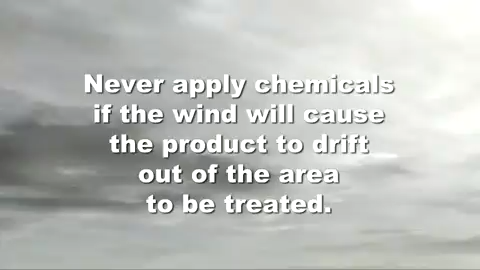 Never apply chemicals
if the wind will cause
the product to drift
out of the area
to be treated.